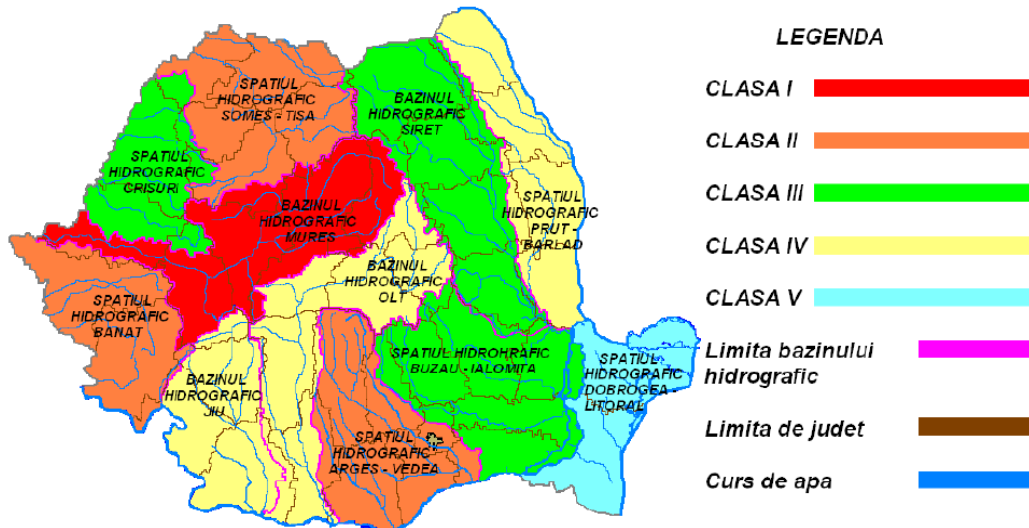 SPATIUL
HIDROGRAFIC
SOMES - TISA
BAZINUL
HIDROGRAFIC
SIRET
SPATIUL
HIDROGRAFIC
CRISURI
BAZINUL
HIDROGRAFIC
MURES
SPATIUL
HIDROGRAFIC
PRUT -
BARLAD
BAZINUL
HIDROGRAFIC
OLT
SPATIUL
HIDROGRAFIC
BANAT
SPATIUL HIDROHRAFIC
BUZAU - IALOMITA
SPATIUL
HIDROGRAFIC
DOBROGEA
LITORAL
BAZINUL
HIDROGRAFIC
JIU
SPATIUL
HIDROGRAFIC
ARGES - VEDEA
LEGENDA
CLASA I
CLASA II
CLASA III
CLASA IV
CLASA V
Limita bazinului
hidrografic
Limita de judet
Curs de apa